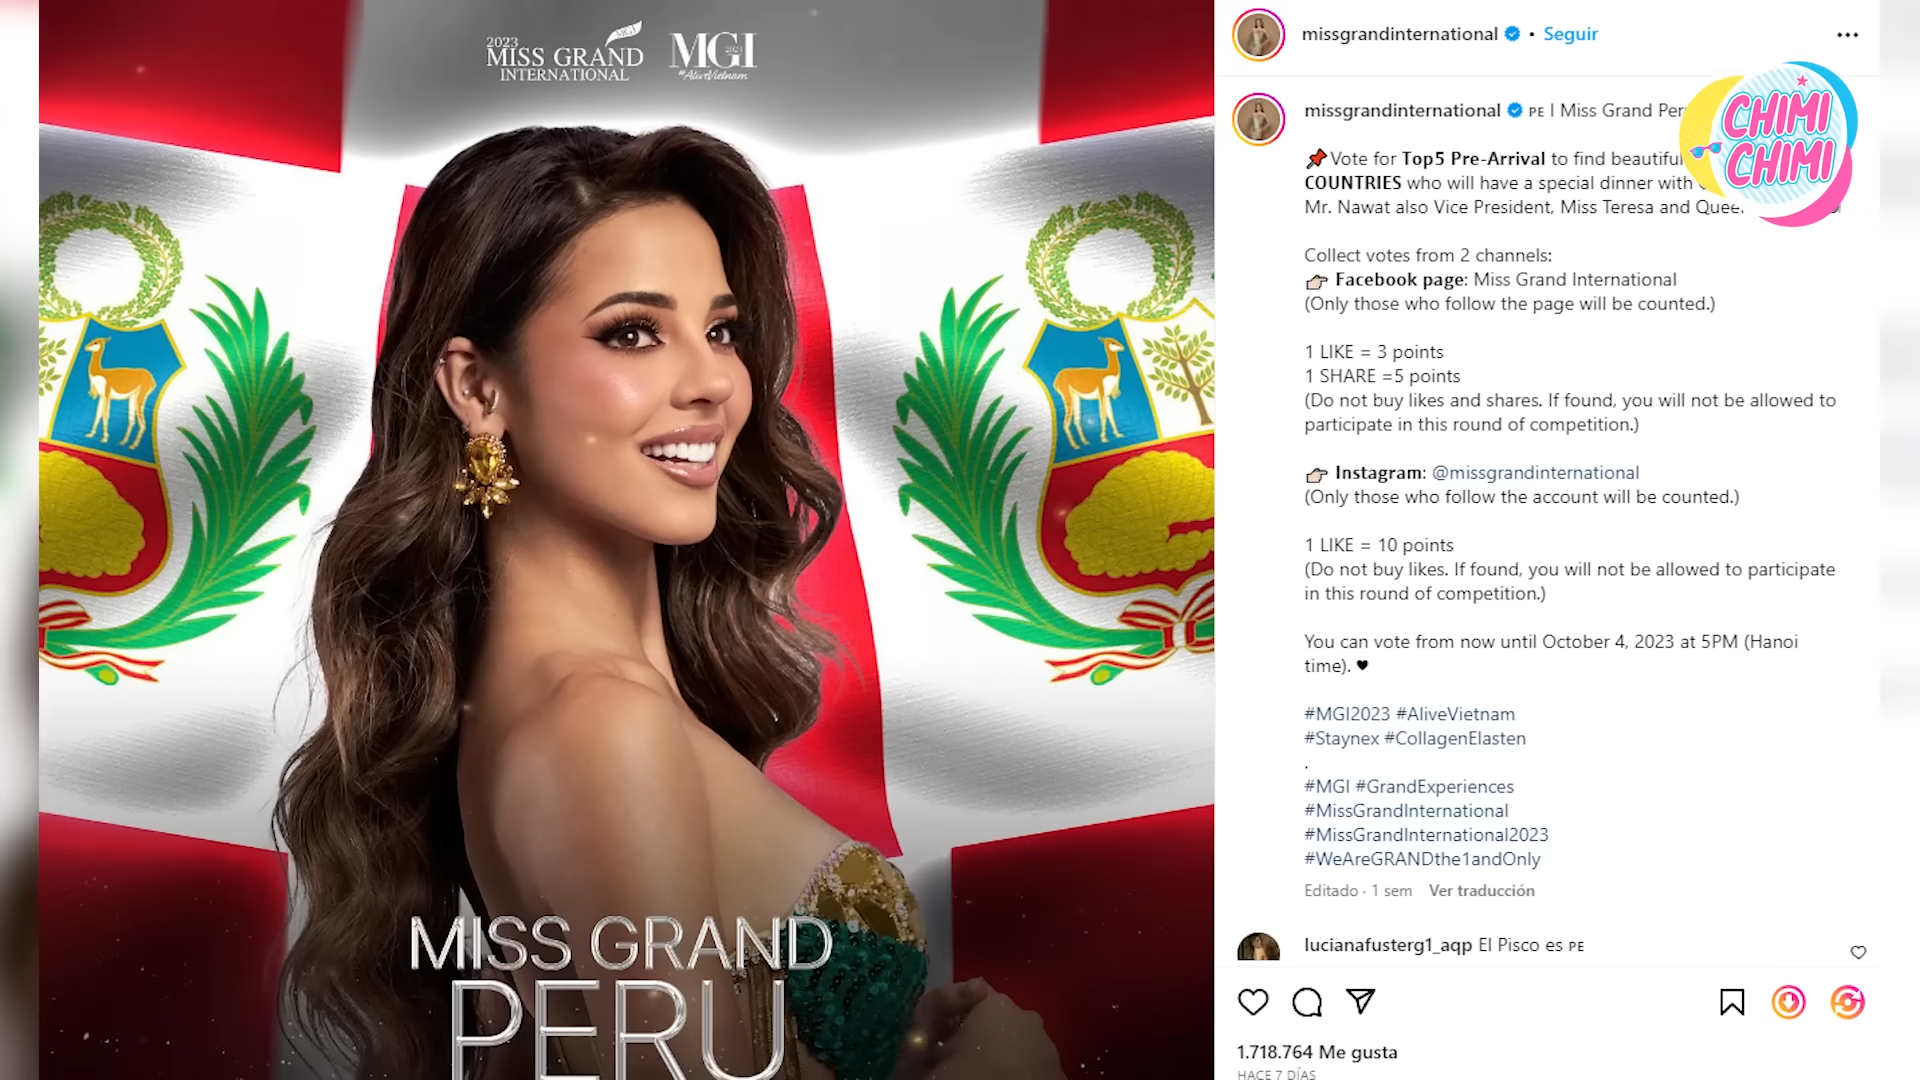 2023
MISS GRAND
INTERNATIONAL
MGI
MGI
2023
#AliveVietnam
MISS GRAND
PERU
missgrandinternational • Seguir
CHIMI
CHIMI
missgrandinternational PE l Miss Grand Per
📌Vote for Top5 Pre-Arrival to find beautiful
COUNTRIES who will have a special dinner with
Mr. Nawat also Vice President, Miss Teresa and
Collect votes from 2 channels:
👉🏻 Facebook page: Miss Grand International
(Only those who follow the page will be counted.)
1 LIKE = 3 points
1 SHARE =5 points
(Do not buy likes and shares. If found, you will not be allowed to
participate in this round of competition.)
👉🏻 Instagram: @missgrandinternational
(Only those who follow the account will be counted.)
1 LIKE = 10 points
(Do not buy likes. If found, you will not be allowed to participate
in this round of competition.)
You can vote from now until October 4, 2023 at 5PM (Hanoi
time). ♥
#MGI2023 #AliveVietnam
#Staynex #CollagenElasten
.
#MGI #GrandExperiences
#MissGrandInternational
#MissGrandInternational2023
#WeAreGRANDthe1andOnly
Editado · 1 sem Ver traducción
lucianafusterg1_aqp El Pisco es PE
1.718.764 Me gusta
HACE 7 DÍAS